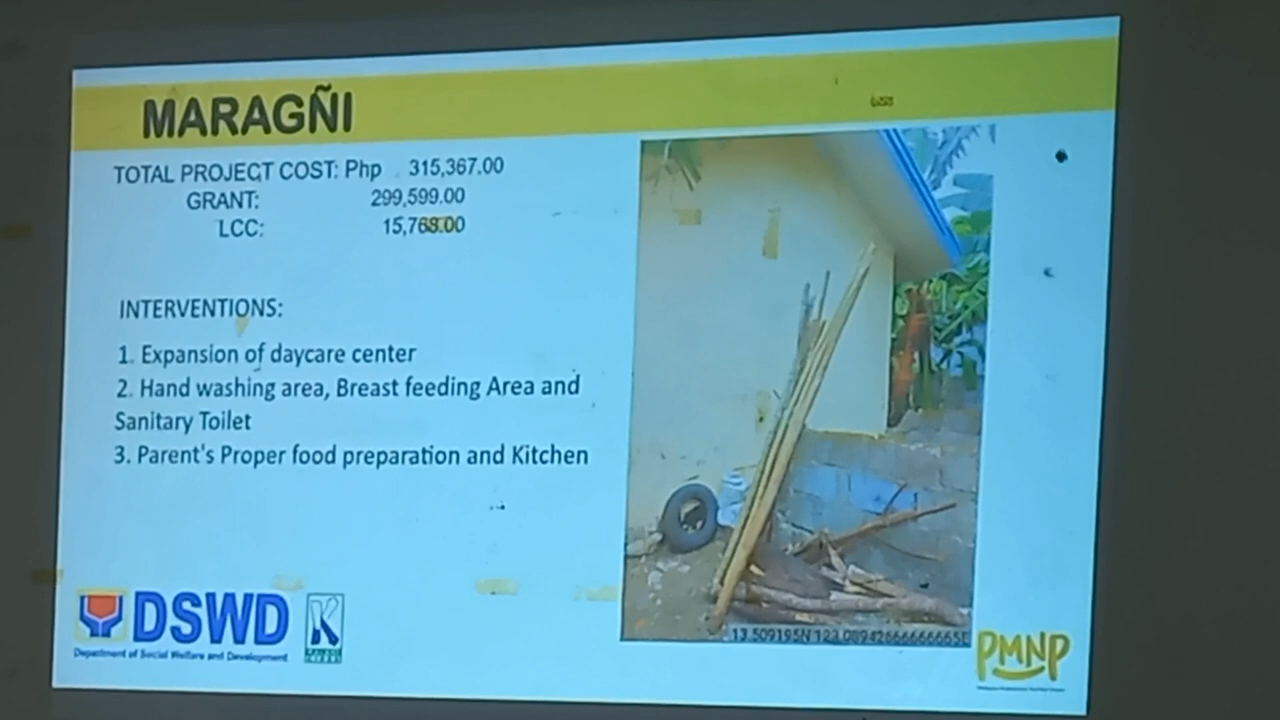 MARAGÑI
TOTAL PROJECT COST: Php 315,367.00
GRANT: 299,599.00
LCC: 15,768.00
INTERVENTIONS:
1. Expansion of daycare center
2. Hand washing area, Breast feeding Area and
Sanitary Toilet
3. Parent's Proper food preparation and Kitchen
DSWD
Department of Social Welfare and Development
PMNP